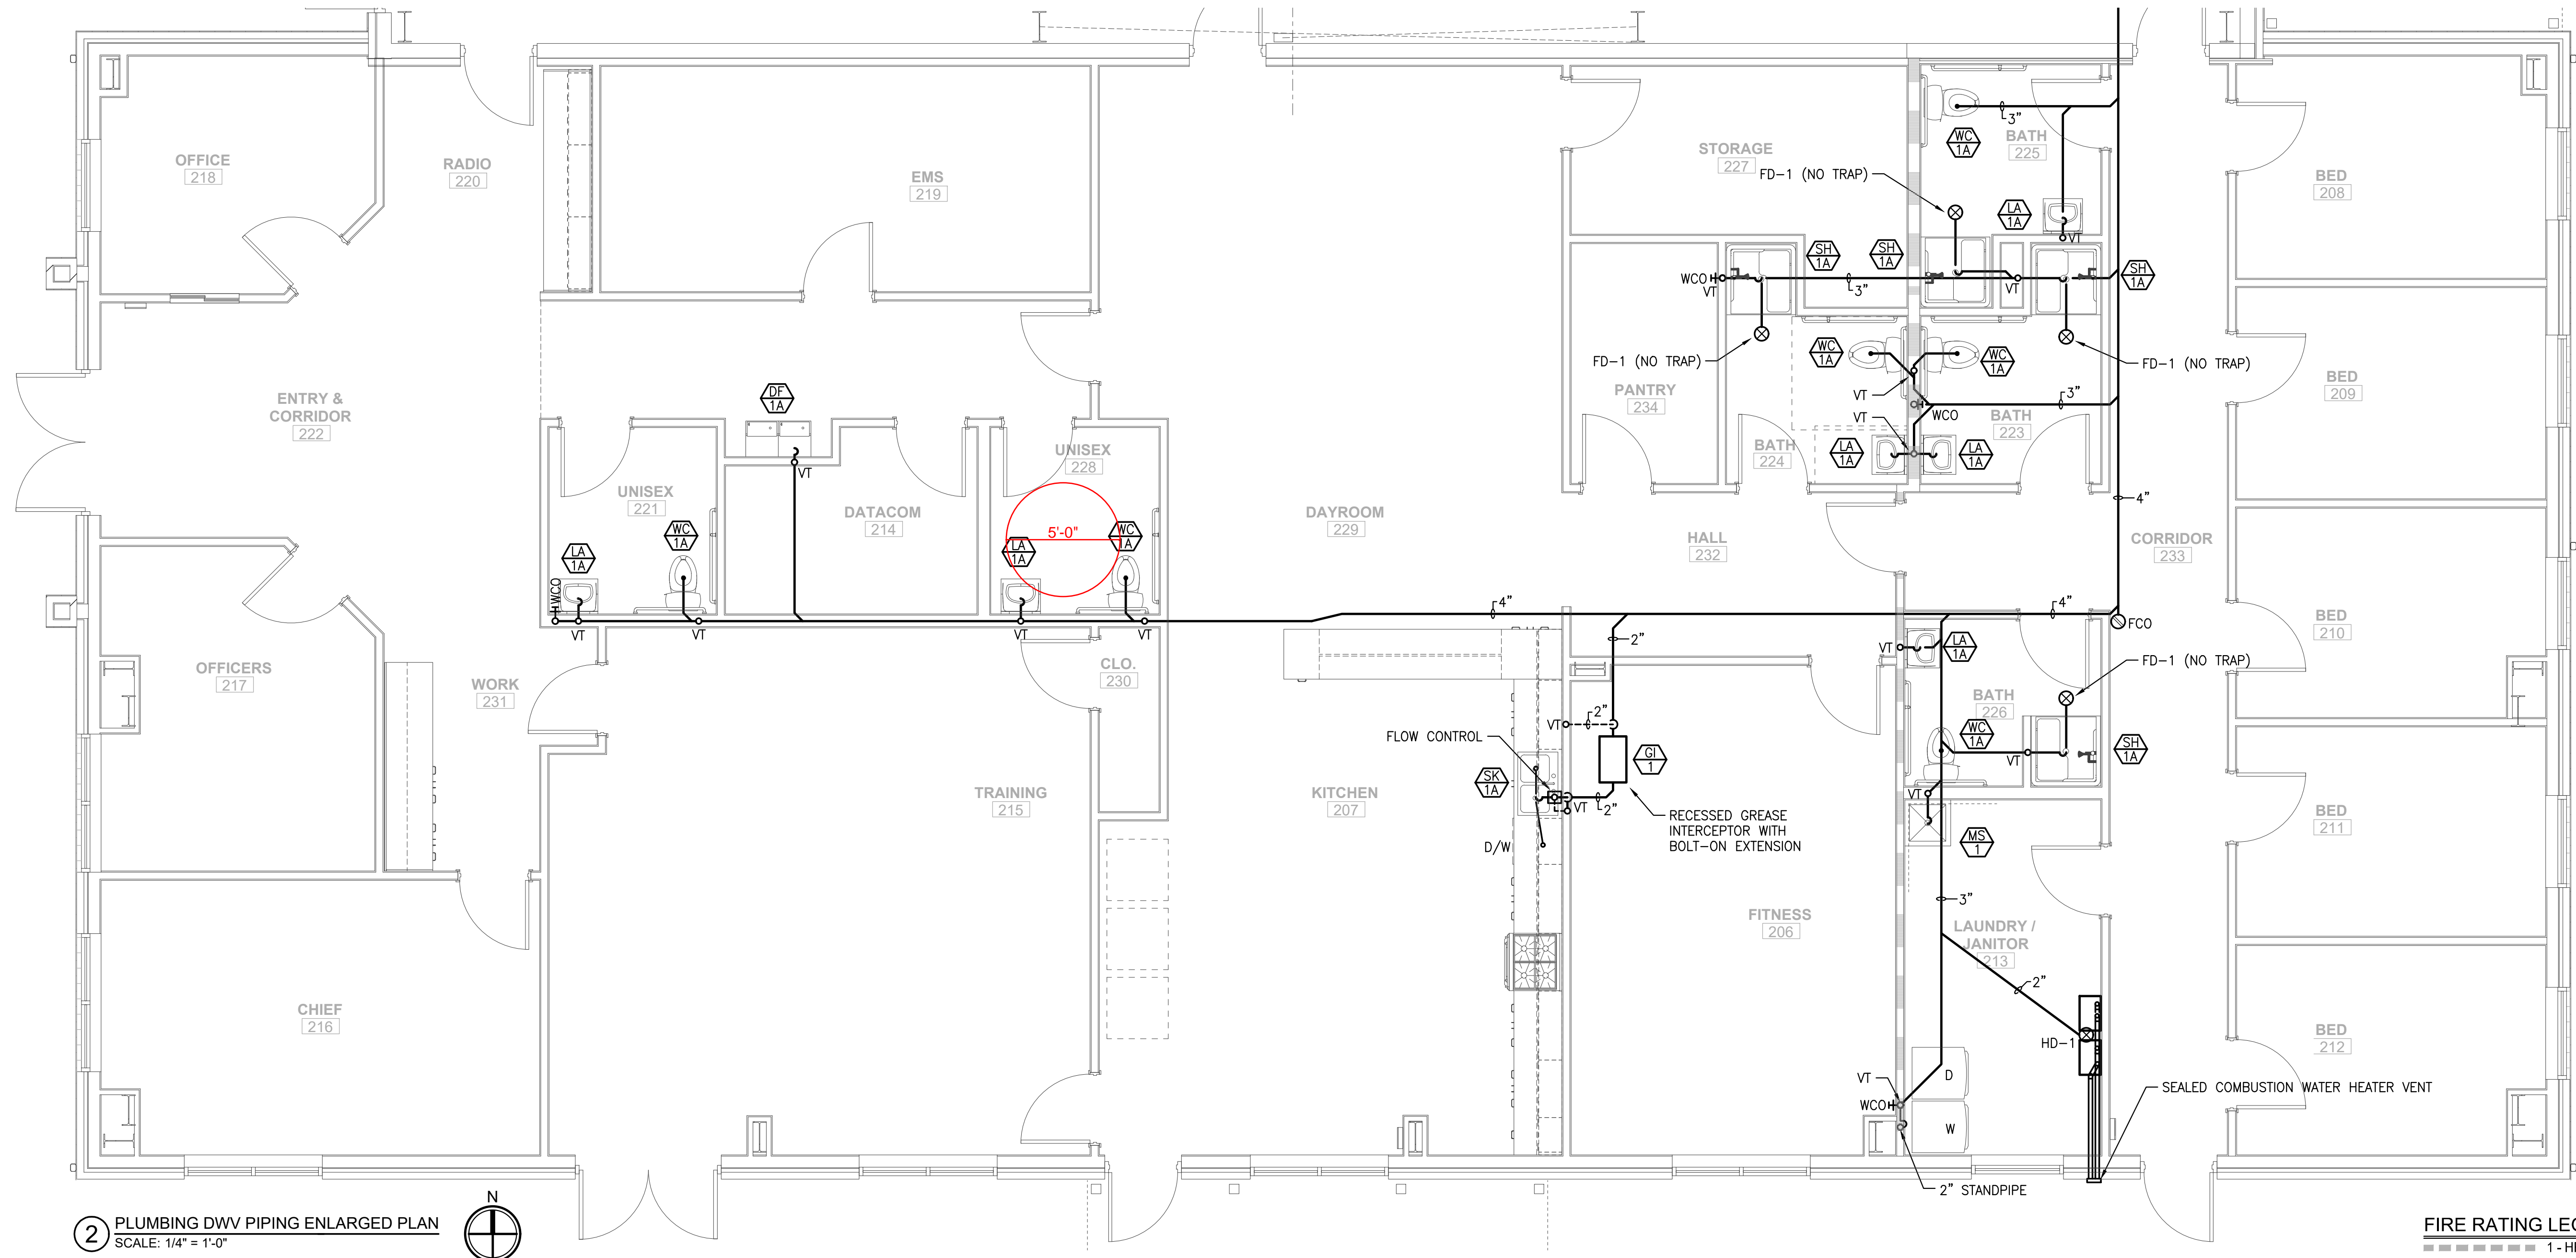 OFFICE
218
RADIO
220
EMS
219
STORAGE
227
FD-1 (NO TRAP)
WC
1A
3"
BATH
225
LA
1A
VT
BED
208
SH
1A
SH
1A
SH
1A
WCO
VT
3"
VT
FD-1 (NO TRAP)
FD-1 (NO TRAP)
WC
1A
WC
1A
VT
VT
WCO
3"
PANTRY
234
BATH
224
BATH
223
LA
1A
LA
1A
BED
209
ENTRY &
CORRIDOR
222
DF
1A
VT
UNISEX
221
WC
1A
LA
1A
WCO
VT
VT
DATACOM
214
UNISEX
228
5'-0"
LA
1A
WC
1A
VT
VT
DAYROOM
229
HALL
232
4"
CORRIDOR
233
4"
4"
FCO
BED
210
OFFICERS
217
WORK
231
CLO.
230
2"
VT
LA
1A
FD-1 (NO TRAP)
BATH
226
WC
1A
VT
SH
1A
VT
2"
FLOW CONTROL
SK
1A
GI
1
VT
2"
D/W
RECESSED GREASE
INTERCEPTOR WITH
BOLT-ON EXTENSION
TRAINING
215
KITCHEN
207
VT
MS
1
BED
211
3"
FITNESS
206
LAUNDRY /
JANITOR
213
2"
HD-1
CHIEF
216
BED
212
VT
WCO
D
W
SEALED COMBUSTION WATER HEATER VENT
2" STANDPIPE
N
2
PLUMBING DWV PIPING ENLARGED PLAN
SCALE: 1/4" = 1'-0"
FIRE RATING LE
1 - H